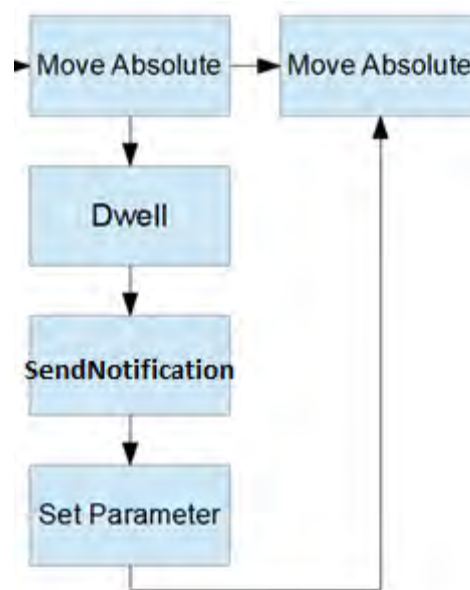 Move Absolute
Move Absolute
Dwell
SendNotification
Set Parameter